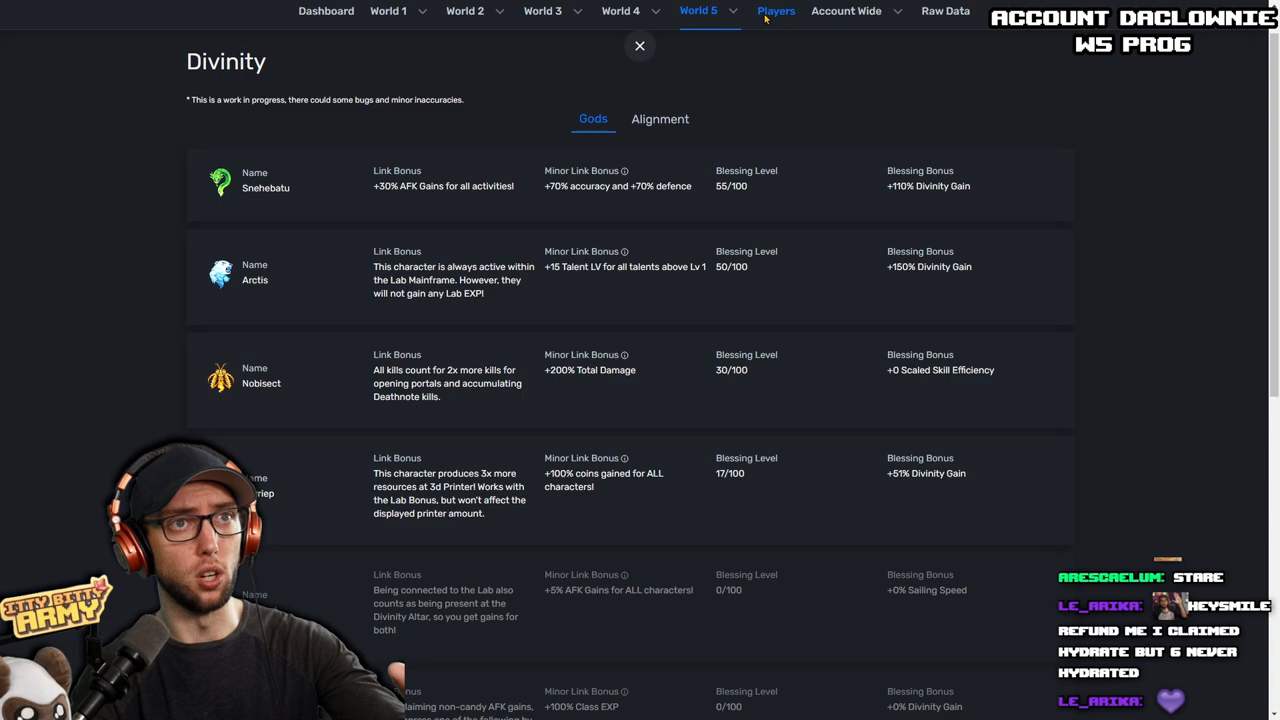 Dashboard World 1 World 2 World 3 World 4 World 5 Players Account Wide Raw Data
ACCOUNT DACLOWNIE
W5 PROG
Divinity
* This is a work in progress, there could some bugs and minor inaccuracies.
Gods Alignment
Name
Snehebatu
Link Bonus
+30% AFK Gains for all activities!
Minor Link Bonus
+70% accuracy and +70% defence
Blessing Level
55/100
Blessing Bonus
+110% Divinity Gain
Name
Arctis
Link Bonus
This character is always active within
the Lab Mainframe. However, they
will not gain any Lab EXP!
Minor Link Bonus
+15 Talent LV for all talents above Lv 1
Blessing Level
50/100
Blessing Bonus
+150% Divinity Gain
Name
Nobisect
Link Bonus
All kills count for 2x more kills for
opening portals and accumulating
Deathnote kills.
Minor Link Bonus
+200% Total Damage
Blessing Level
30/100
Blessing Bonus
+0 Scaled Skill Efficiency
Link Bonus
This character produces 3x more
resources at 3d Printer! Works with
the Lab Bonus, but won't affect the
displayed printer amount.
Minor Link Bonus
+100% coins gained for ALL
characters!
Blessing Level
17/100
Blessing Bonus
+51% Divinity Gain
Link Bonus
Being connected to the Lab also
counts as being present at the
Divinity Altar, so you get gains for
both!
Minor Link Bonus
+5% AFK Gains for ALL characters!
Blessing Level
0/100
Blessing Bonus
+0% Sailing Speed
Bonus
claiming non-candy AFK gains,
Minor Link Bonus
+100% Class EXP
Blessing Level
0/100
Blessing Bonus
+0% Divinity Gain
ITTY BITTY
ARMY
ARESCAELUM: STARE
LE_ARIKA: HEYSMILE
REFUND ME I CLAIMED
HYDRATE BUT 6 NEVER
HYDRATED
LE_ARIKA: